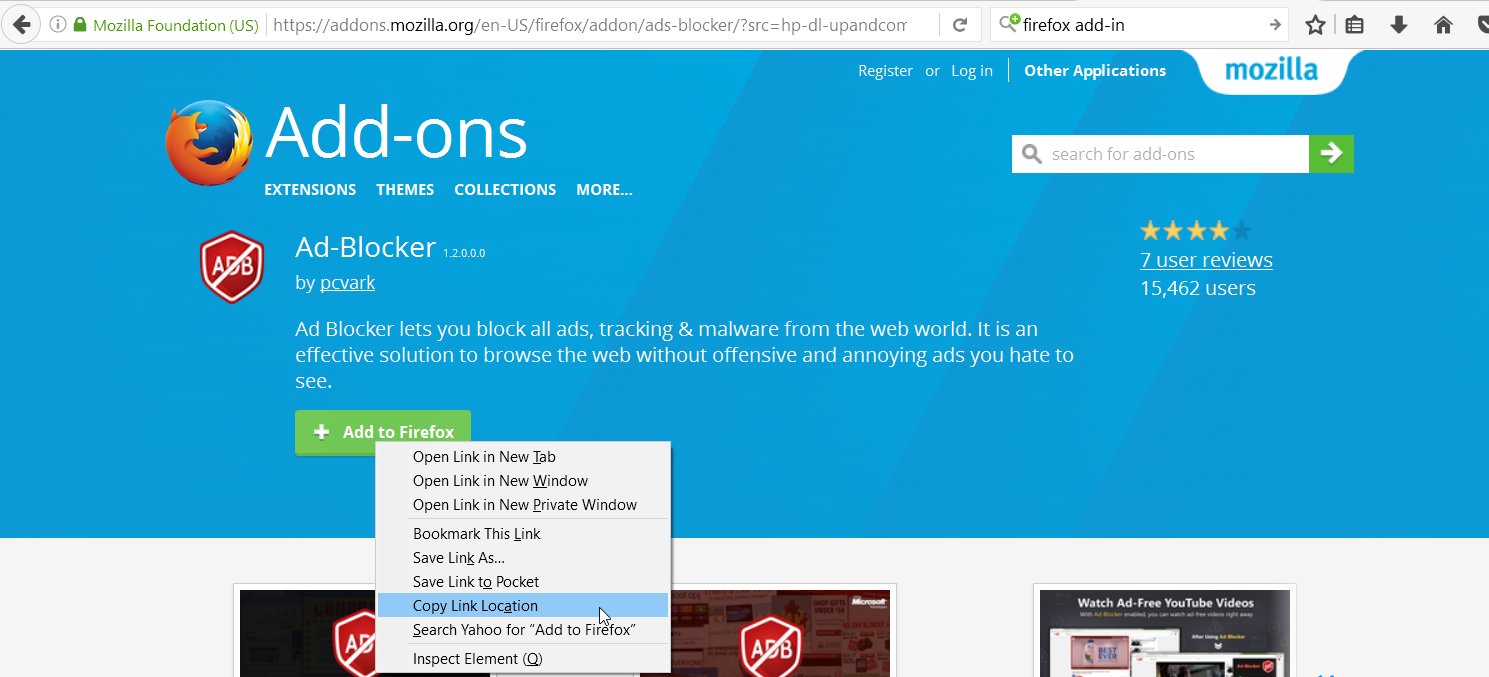 Mozilla Foundation (US) https://addons.mozilla.org/en-US/firefox/addon/ads-blocker/?src=hp-dl-upandcom firefox add-in
Register or Log in Other Applications mozilla
Add-ons
search for add-ons
EXTENSIONS THEMES COLLECTIONS MORE...
ADB
Ad-Blocker 1.2.0.0.0
by pcvark
7 user reviews
15,462 users
Ad Blocker lets you block all ads, tracking & malware from the web world. It is an
effective solution to browse the web without offensive and annoying ads you hate to
see.
Add to Firefox
Open Link in New Tab
Open Link in New Window
Open Link in New Private Window
Bookmark This Link
Save Link As...
Save Link to Pocket
Copy Link Location
Search Yahoo for “Add to Firefox”
Inspect Element (Q)
Microsoft
ADB
Watch Ad-Free YouTube Videos
With Ad-Blocker enabled, you can watch ad-free videos right away
After Using Ad-Blocker
BEST
EVER
Ad-Blocker